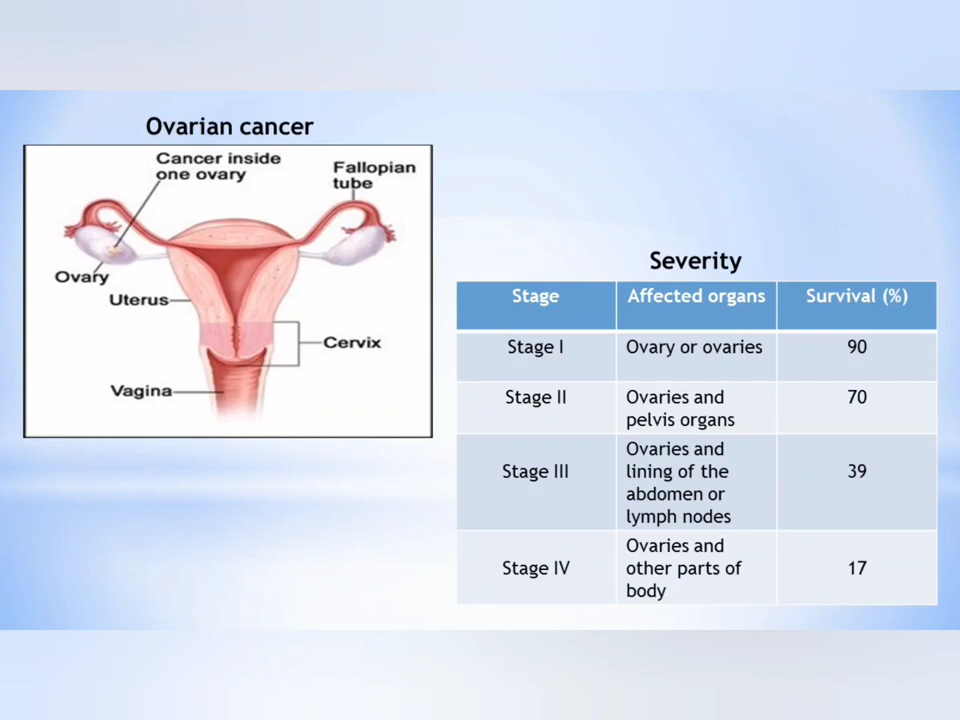 Ovarian cancer
Cancer inside
one ovary
Fallopian
tube
Ovary
Uterus
Cervix
Vagina
Severity
Stage Affected organs Survival (%)
Stage I Ovary or ovaries 90
Stage II Ovaries and 70
pelvis organs
Ovaries and
Stage III lining of the 39
abdomen or
lymph nodes
Ovaries and
Stage IV other parts of 17
body